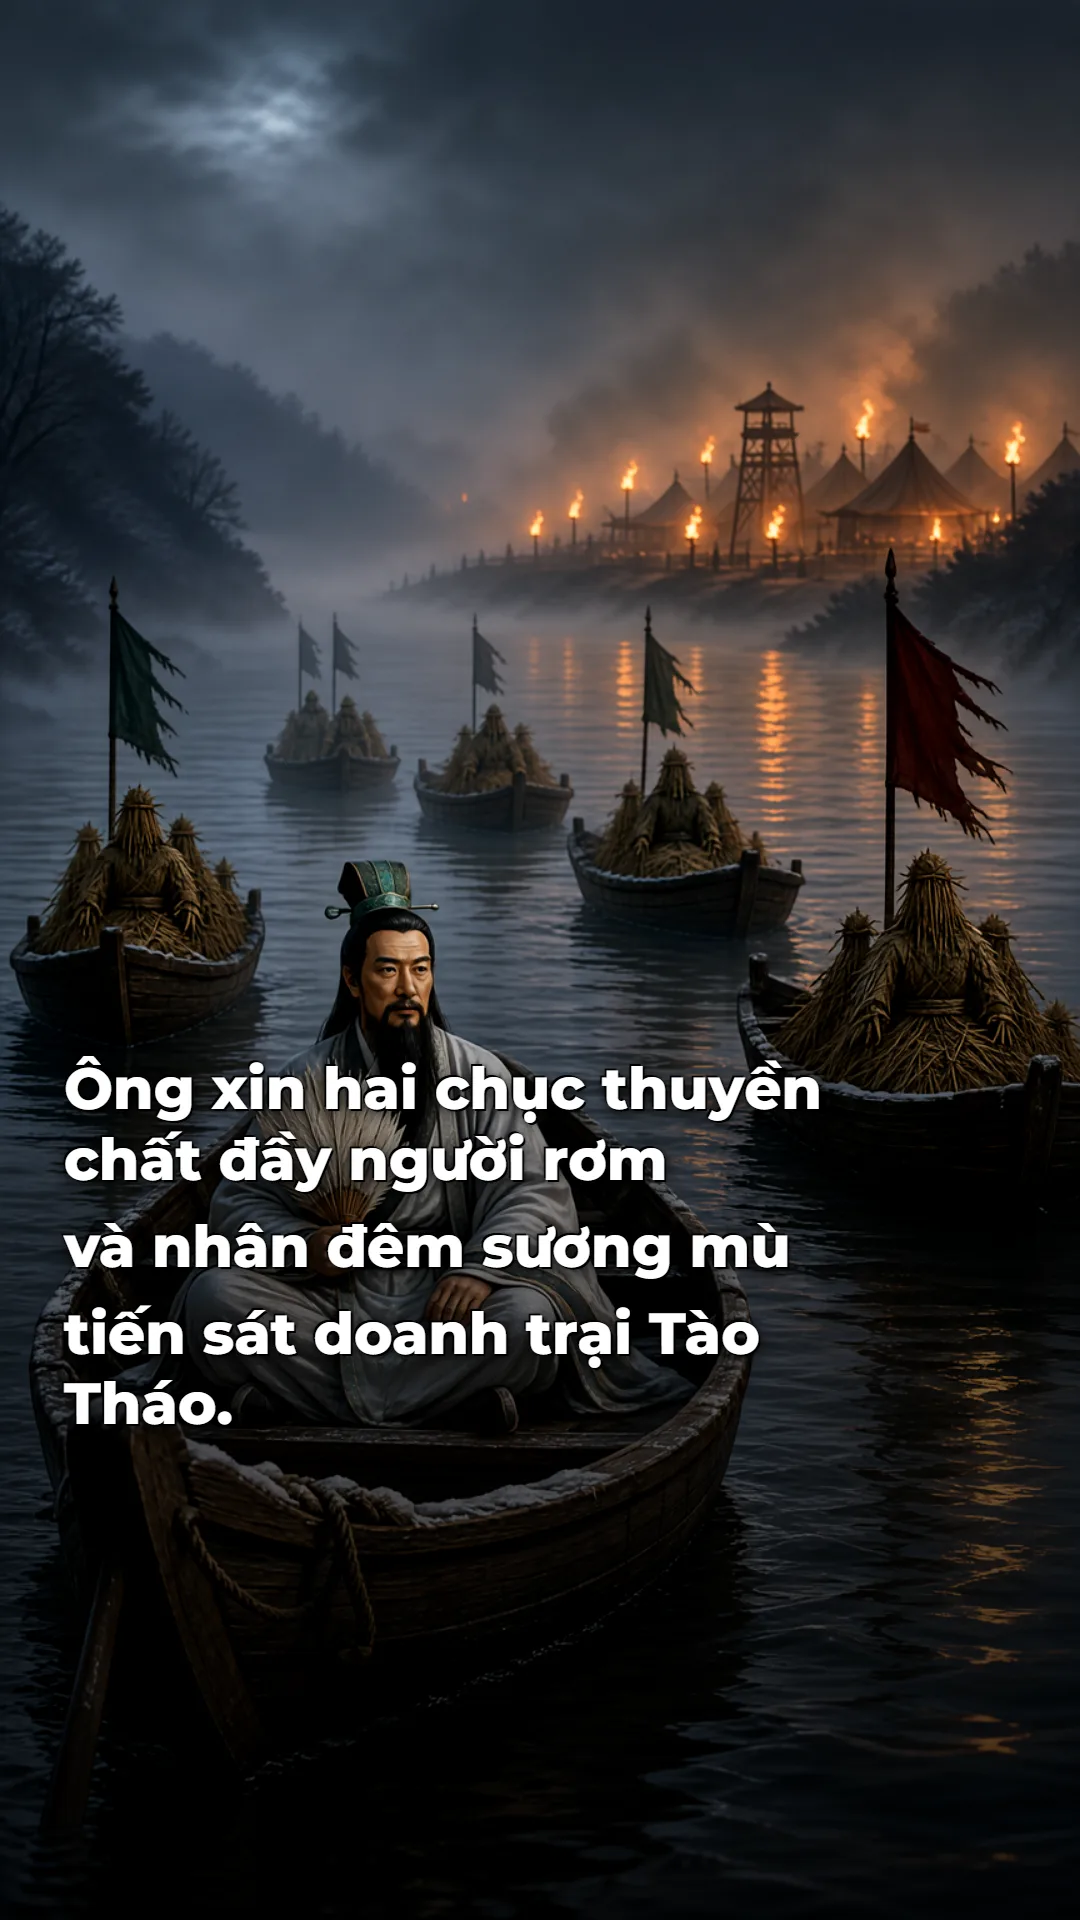 Ông xin hai chục thuyền
chất đầy người rơm
và nhân đêm sương mù
tiến sát doanh trại Tào
Tháo.